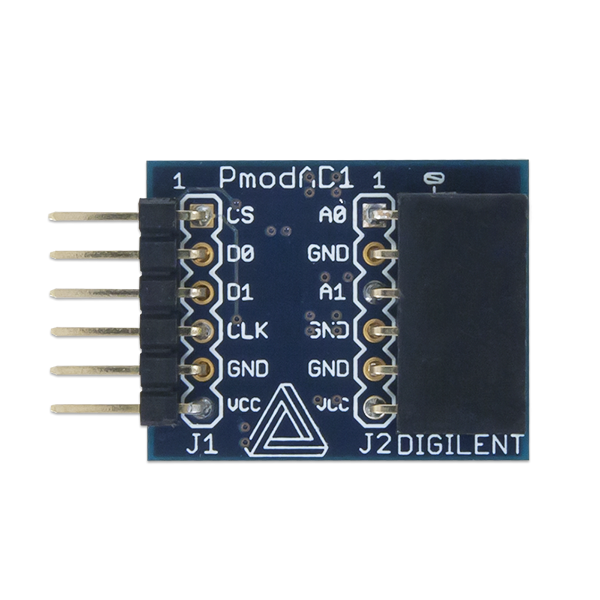 1 PmodAD1 1
CS A0
D0 GND
D1 A1
CLK GND
GND GND
VCC VCC
J1 J2 DIGILENT